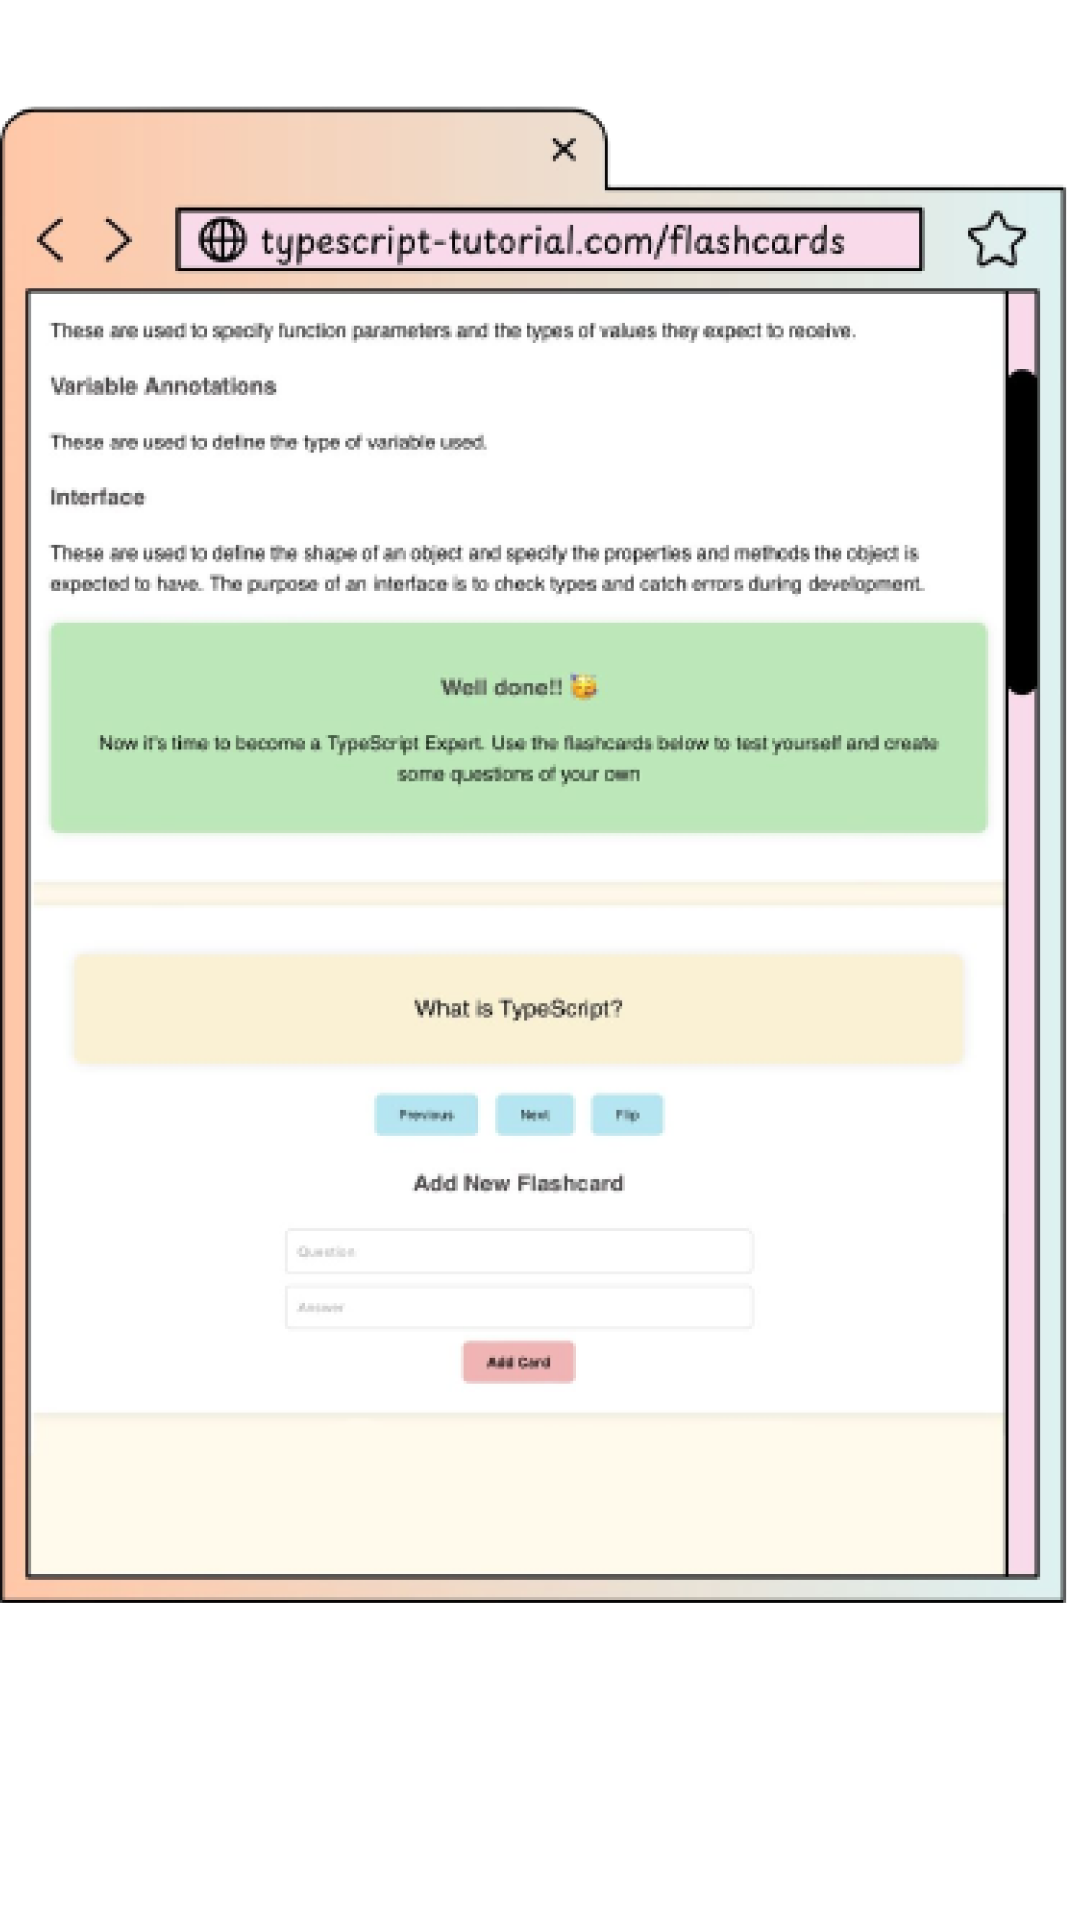 typescript-tutorial.com/flashcards
These are used to specify function parameters and the types of values they expect to receive.
Variable Annotations
These are used to define the type of variable used.
Interface
These are used to define the shape of an object and specify the properties and methods the object is
expected to have. The purpose of an interface is to check types and catch errors during development.
Well done!! 🥳
Now it's time to become a TypeScript Expert. Use the flashcards below to test yourself and create
some questions of your own
What is TypeScript?
Previous Next Flip
Add New Flashcard
Question
Answer
Add Card